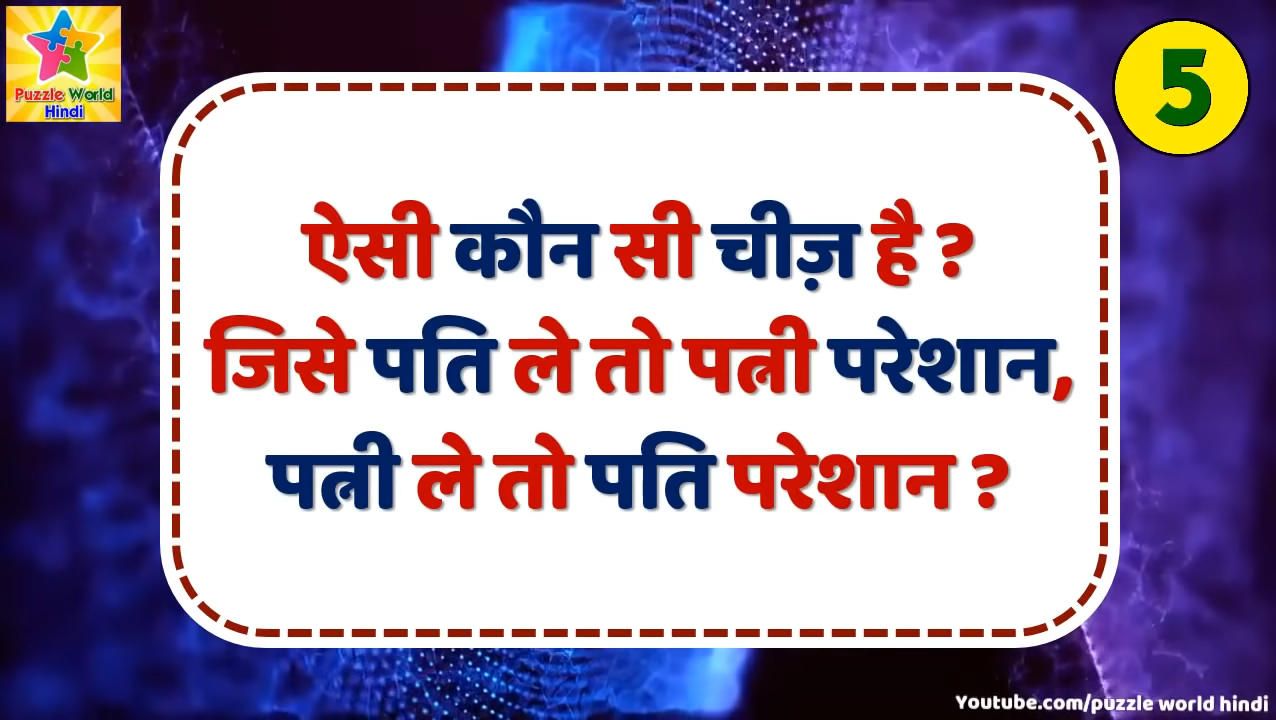 Puzzle World
Hindi
5
ऐसी कौन सी चीज़ है ?
जिसे पति ले तो पत्नी परेशान,
पत्नी ले तो पति परेशान ?
Youtube.com/puzzle world hindi